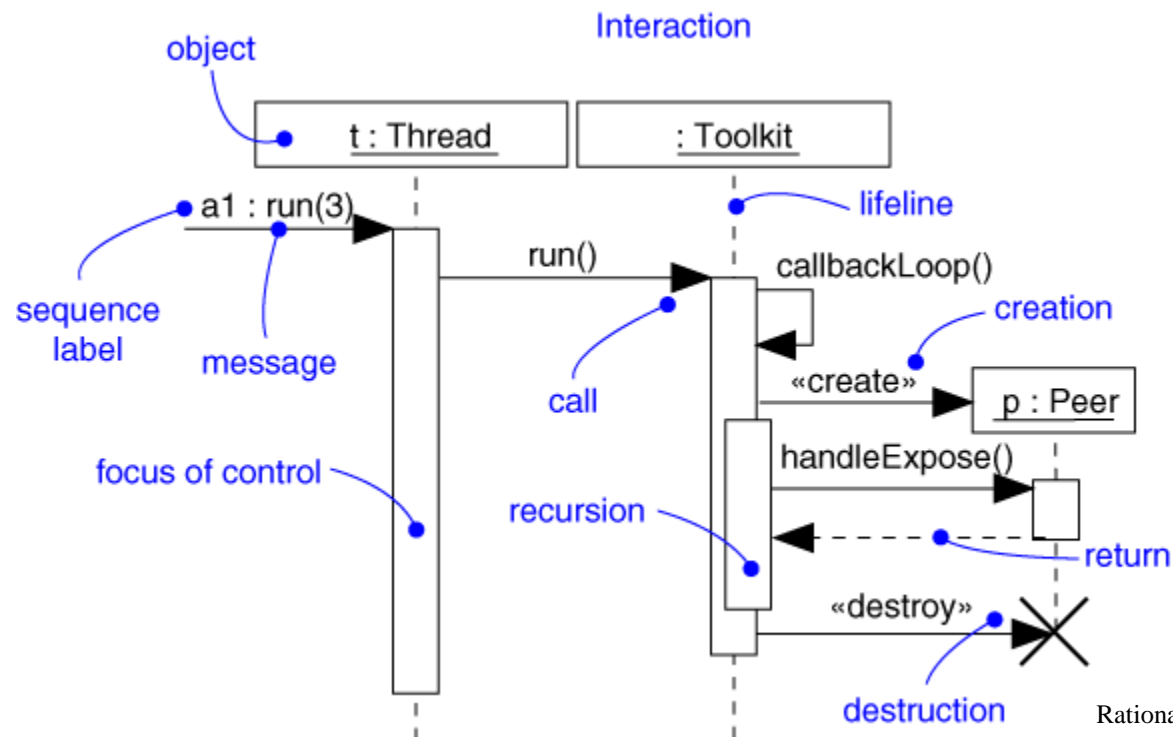 Interaction
object
t : Thread
: Toolkit
a1 : run(3)
lifeline
run()
callbackLoop()
sequence
label
message
creation
call
«create»
p : Peer
focus of control
handleExpose()
recursion
return
«destroy»
destruction
Rationa